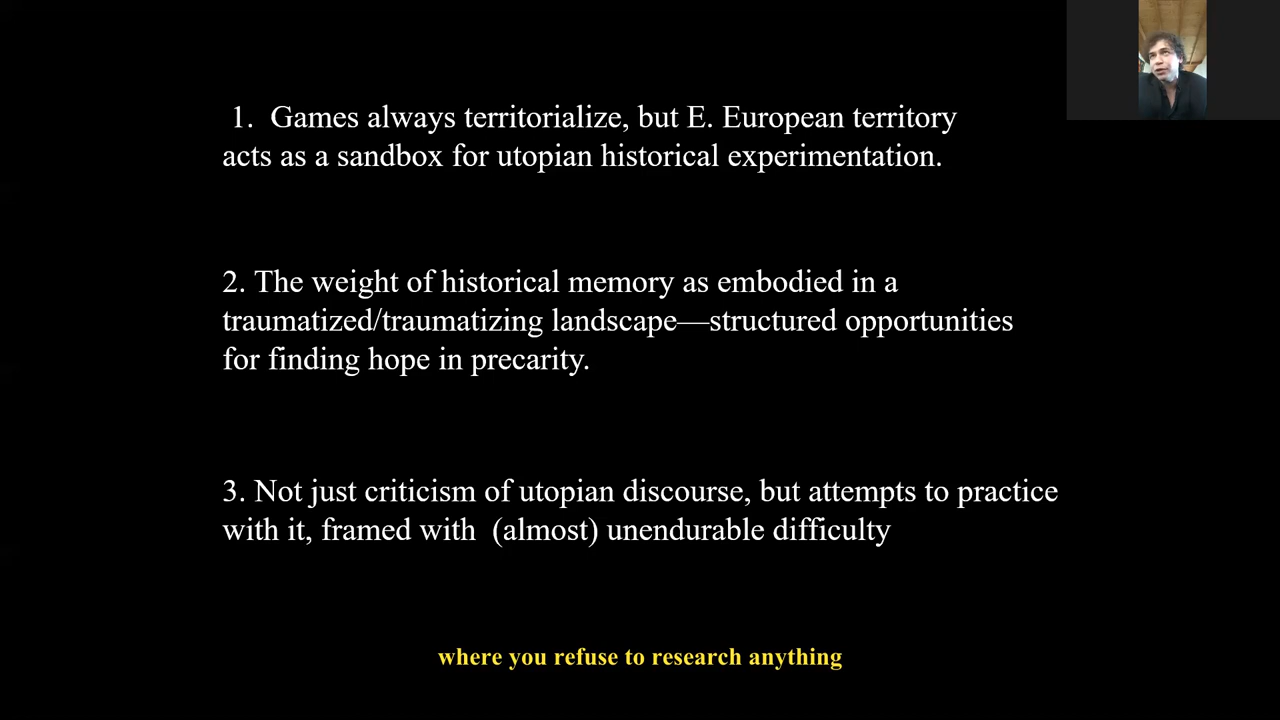 1. Games always territorialize, but E. European territory
acts as a sandbox for utopian historical experimentation.
2. The weight of historical memory as embodied in a
traumatized/traumatizing landscape—structured opportunities
for finding hope in precarity.
3. Not just criticism of utopian discourse, but attempts to practice
with it, framed with (almost) unendurable difficulty
where you refuse to research anything